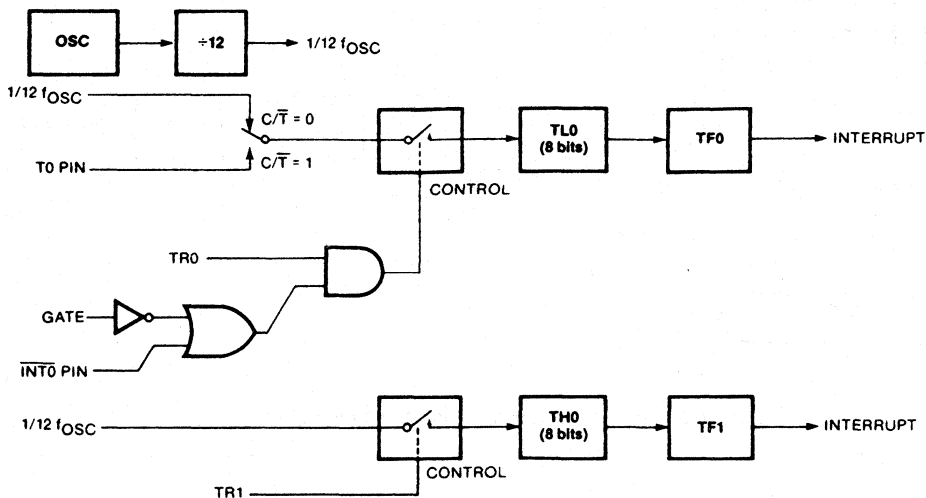 OSC
÷12
1/12 fOSC
1/12 fOSC
C/T̅ = 0
C/T̅ = 1
T0 PIN
TL0
(8 bits)
TF0
INTERRUPT
CONTROL
TR0
GATE
I̅N̅T̅0̅ PIN
1/12 fOSC
TH0
(8 bits)
TF1
INTERRUPT
CONTROL
TR1